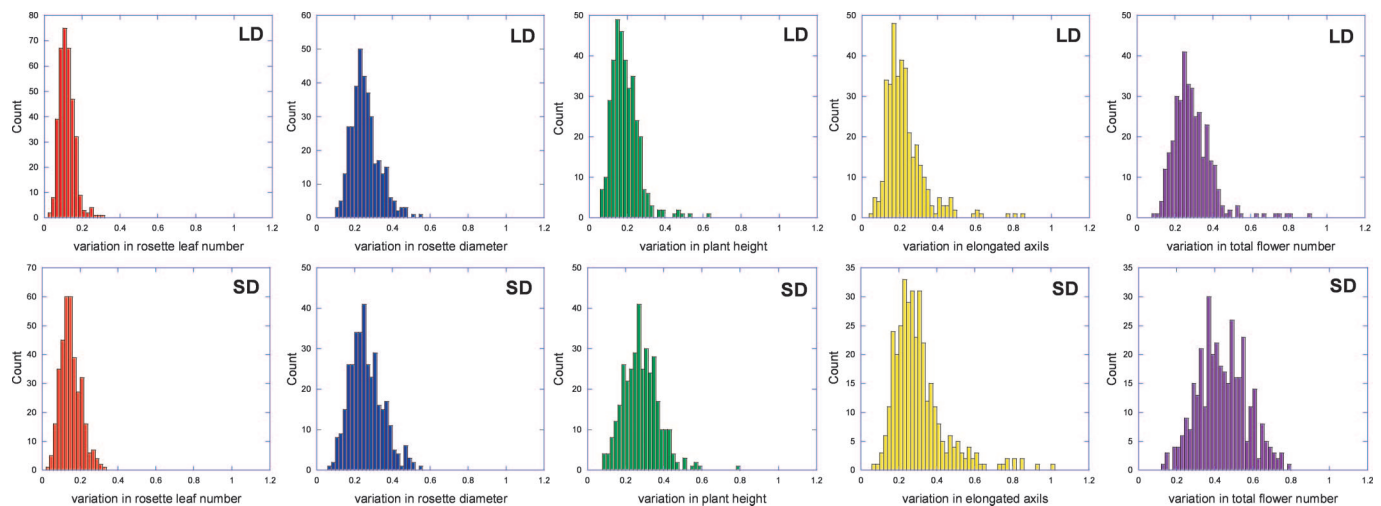 80
70
60
50
40
30
20
10
0
Count
LD
0 0.2 0.4 0.6 0.8 1 1.2
variation in rosette leaf number
60
50
40
30
20
10
0
Count
LD
0 0.2 0.4 0.6 0.8 1 1.2
variation in rosette diameter
50
40
30
20
10
0
Count
LD
0 0.2 0.4 0.6 0.8 1 1.2
variation in plant height
50
40
30
20
10
0
Count
LD
0 0.2 0.4 0.6 0.8 1 1.2
variation in elongated axils
50
40
30
20
10
0
Count
LD
0 0.2 0.4 0.6 0.8 1 1.2
variation in total flower number
70
60
50
40
30
20
10
0
Count
SD
0 0.2 0.4 0.6 0.8 1 1.2
variation in rosette leaf number
50
40
30
20
10
0
Count
SD
0 0.2 0.4 0.6 0.8 1 1.2
variation in rosette diameter
50
40
30
20
10
0
Count
SD
0 0.2 0.4 0.6 0.8 1 1.2
variation in plant height
35
30
25
20
15
10
5
0
Count
SD
0 0.2 0.4 0.6 0.8 1 1.2
variation in elongated axils
35
30
25
20
15
10
5
0
Count
SD
0 0.2 0.4 0.6 0.8 1 1.2
variation in total flower number